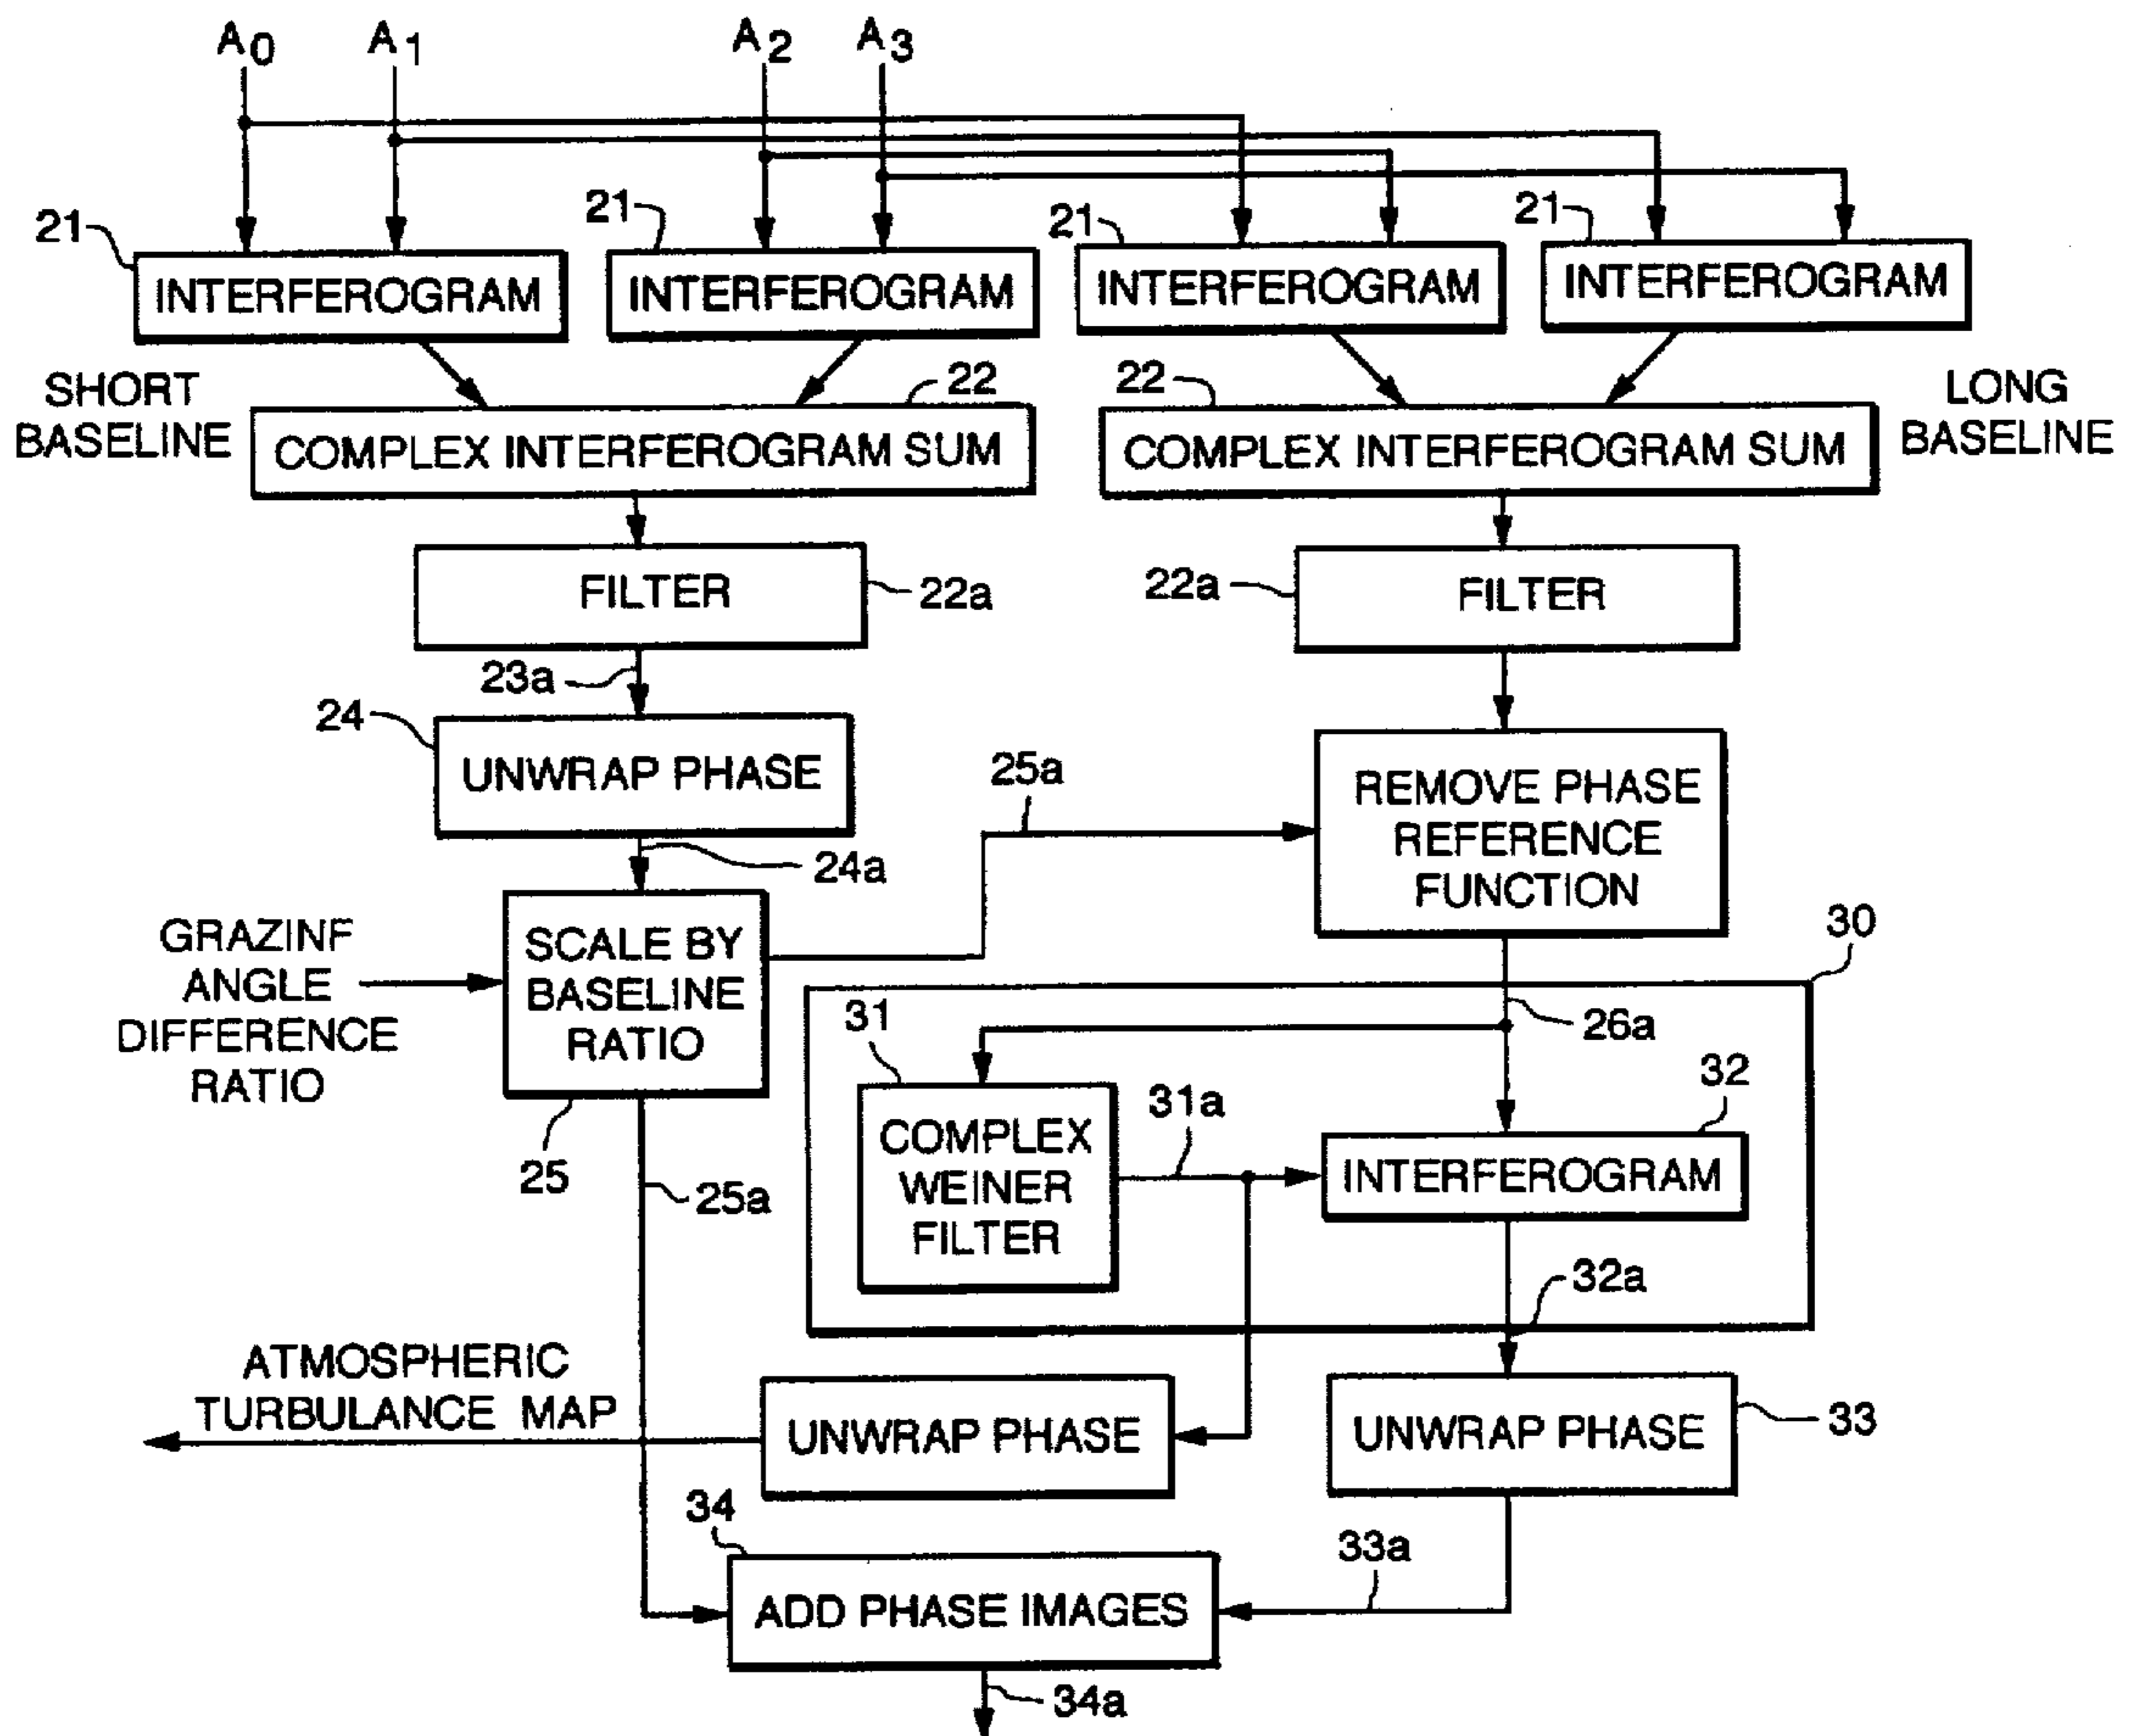 A0 A1 A2 A3
21 21 21 21
INTERFEROGRAM INTERFEROGRAM INTERFEROGRAM INTERFEROGRAM
SHORT
BASELINE
22 22
LONG
BASELINE
COMPLEX INTERFEROGRAM SUM COMPLEX INTERFEROGRAM SUM
FILTER 22a 22a FILTER
23a
24
UNWRAP PHASE
25a
REMOVE PHASE
REFERENCE
FUNCTION
24a
GRAZINF
ANGLE
DIFFERENCE
RATIO
SCALE BY
BASELINE
RATIO
30
26a
31
32
25
25a
COMPLEX
WEINER
FILTER
31a
INTERFEROGRAM
32a
ATMOSPHERIC
TURBULANCE MAP
UNWRAP PHASE
UNWRAP PHASE
33
34
33a
ADD PHASE IMAGES
34a